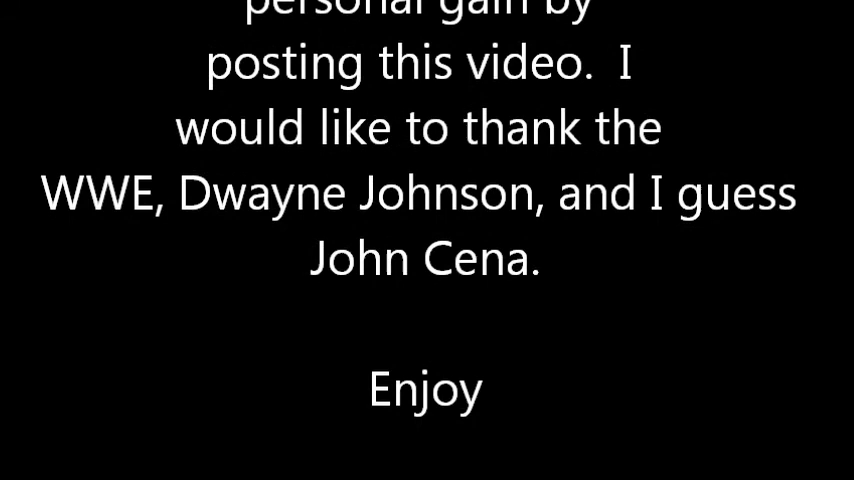 personal gain by
posting this video.  I
would like to thank the
WWE, Dwayne Johnson, and I guess
John Cena.
Enjoy